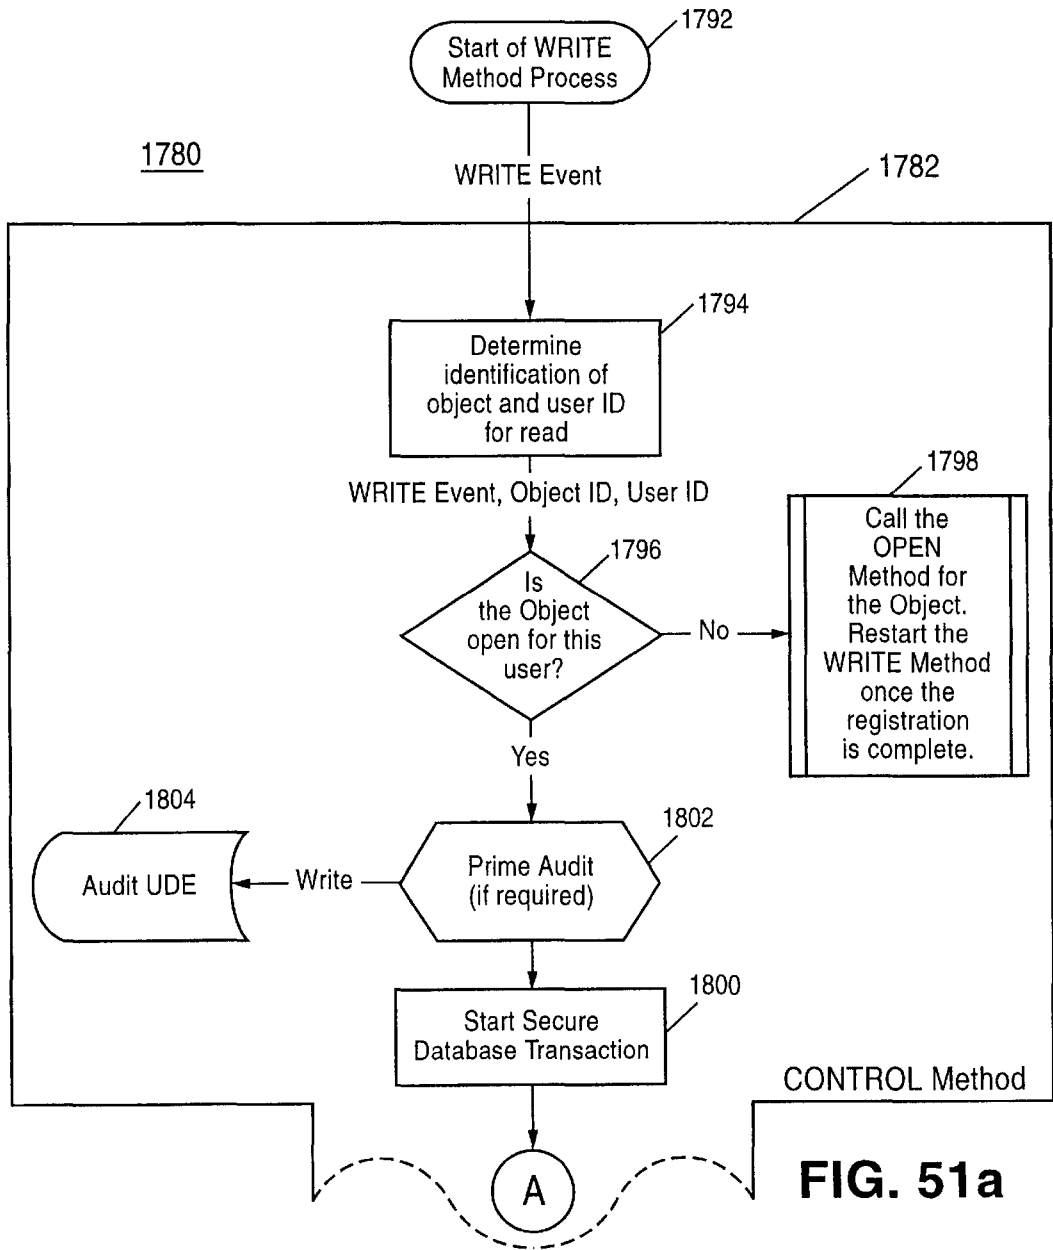 1792
Start of WRITE
Method Process
1780
WRITE Event
1782
1794
Determine
identification of
object and user ID
for read
WRITE Event, Object ID, User ID
1798
Call the
OPEN
Method for
the Object.
Restart the
WRITE Method
once the
registration
is complete.
1796
Is
the Object
open for this
user?
No
Yes
1804
Audit UDE
Write
1802
Prime Audit
(if required)
1800
Start Secure
Database Transaction
CONTROL Method
A
FIG. 51a